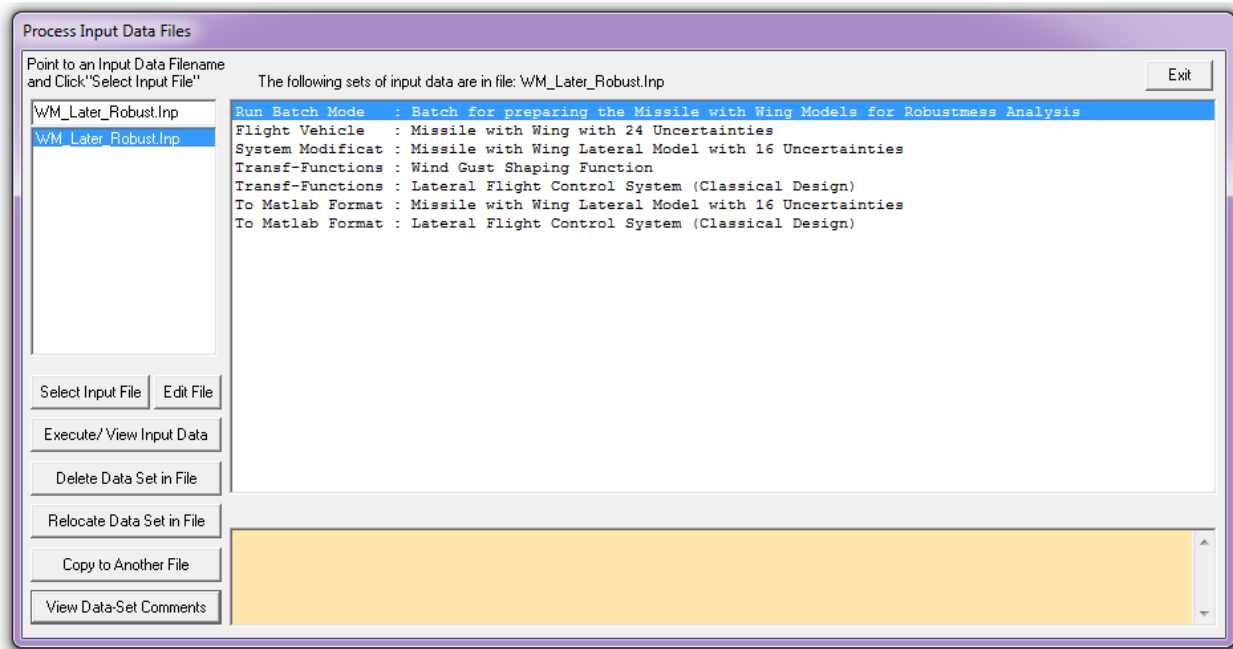 Process Input Data Files
Point to an Input Data Filename
and Click"Select Input File"
The following sets of input data are in file: WM_Later_Robust.Inp
Exit
WM_Later_Robust.Inp
WM_Later_Robust.Inp
Run Batch Mode : Batch for preparing the Missile with Wing Models for Robustmess Analysis
Flight Vehicle : Missile with Wing with 24 Uncertainties
System Modificat : Missile with Wing Lateral Model with 16 Uncertainties
Transf-Functions : Wind Gust Shaping Function
Transf-Functions : Lateral Flight Control System (Classical Design)
To Matlab Format : Missile with Wing Lateral Model with 16 Uncertainties
To Matlab Format : Lateral Flight Control System (Classical Design)
Select Input File
Edit File
Execute/ View Input Data
Delete Data Set in File
Relocate Data Set in File
Copy to Another File
View Data-Set Comments